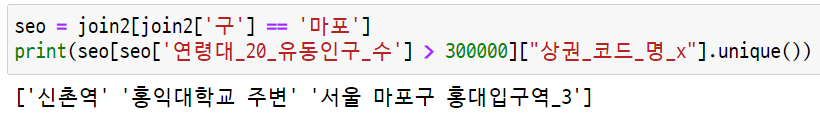 seo = join2[join2['구'] == '마포']
print(seo[seo['연령대_20_유동인구_수'] > 300000]["상권_코드_명_x"].unique())
['신촌역' '홍익대학교 주변' '서울 마포구 홍대입구역_3']